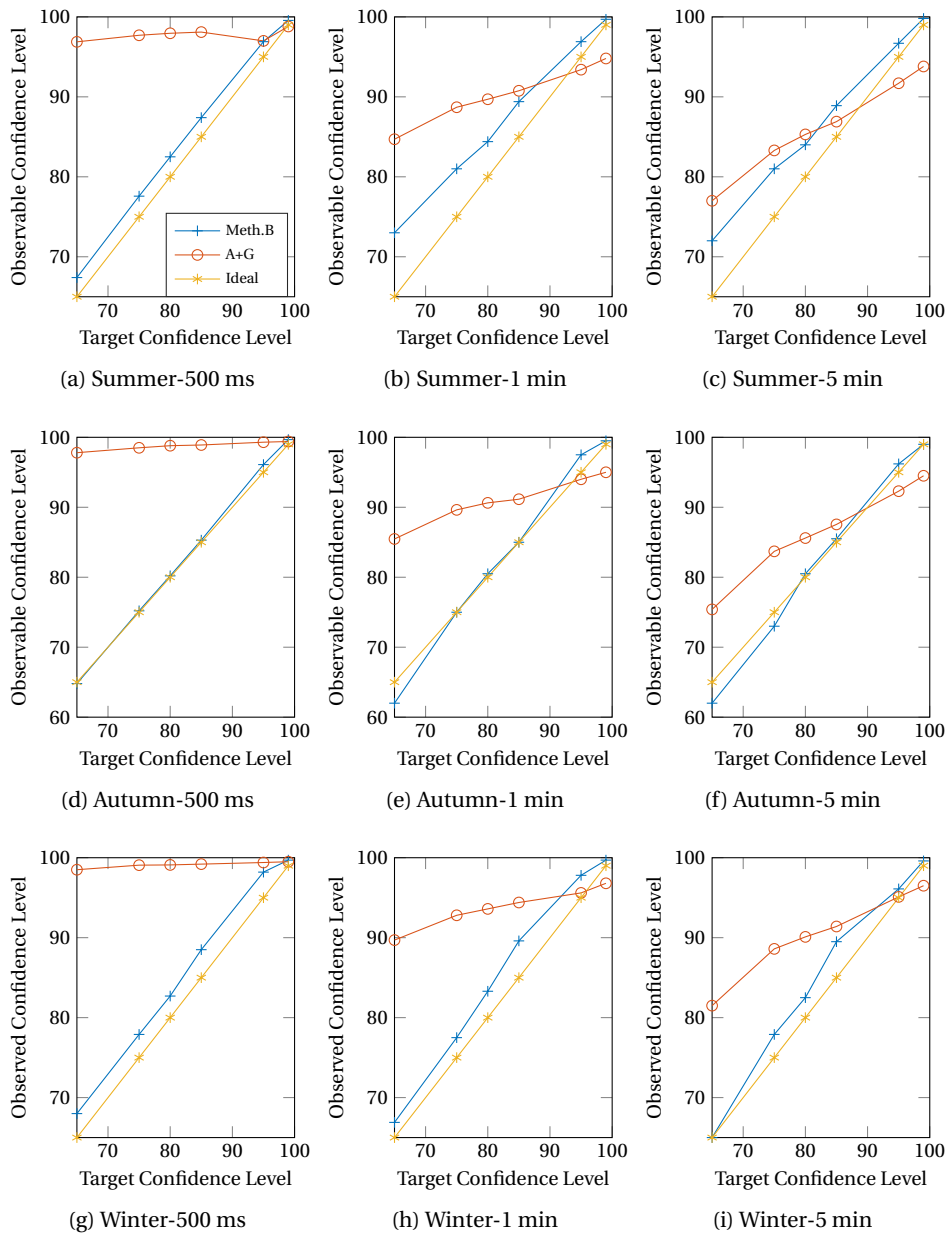 100
90
80
70
Observable Confidence Level
Meth.B
A+G
Ideal
70 80 90 100
Target Confidence Level
(a) Summer-500 ms
100
90
80
70
Observable Confidence Level
70 80 90 100
Target Confidence Level
(b) Summer-1 min
100
90
80
70
Observable Confidence Level
70 80 90 100
Target Confidence Level
(c) Summer-5 min
100
90
80
70
60
Observable Confidence Level
70 80 90 100
Target Confidence Level
(d) Autumn-500 ms
100
90
80
70
60
Observable Confidence Level
70 80 90 100
Target Confidence Level
(e) Autumn-1 min
100
90
80
70
60
Observable Confidence Level
70 80 90 100
Target Confidence Level
(f) Autumn-5 min
100
90
80
70
Observed Confidence Level
70 80 90 100
Target Confidence Level
(g) Winter-500 ms
100
90
80
70
Observed Confidence Level
70 80 90 100
Target Confidence Level
(h) Winter-1 min
100
90
80
70
Observed Confidence Level
70 80 90 100
Target Confidence Level
(i) Winter-5 min